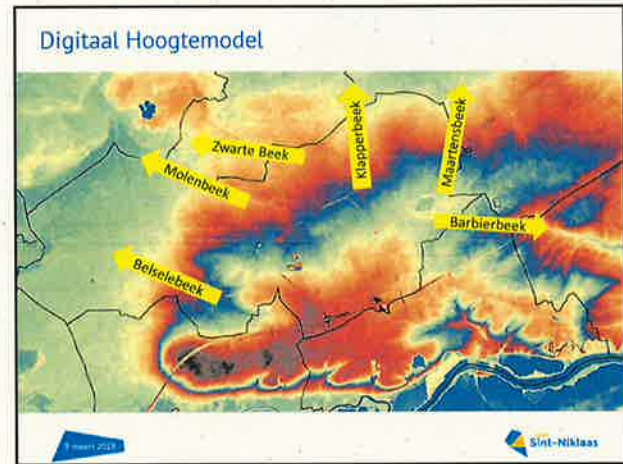 Digitaal Hoogtemodel
Zwarte Beek
Molenbeek
Klapperbeek
Maartensbeek
Barbierbeek
Belselebeek
9 maart 2019
Sint-Niklaas